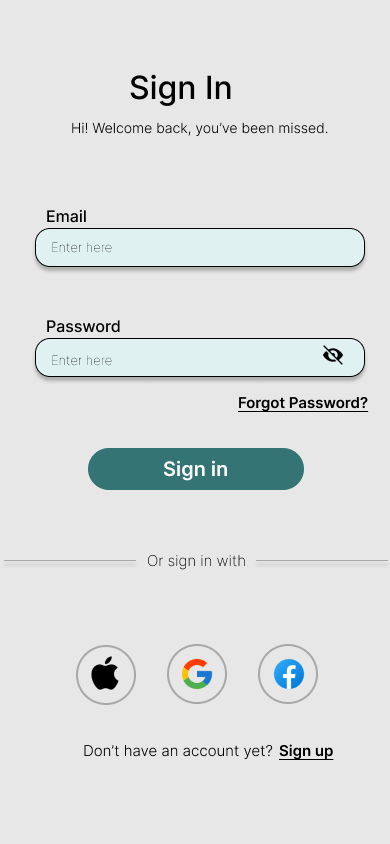 Sign In
Hi! Welcome back, you’ve been missed.
Email
Enter here
Password
Enter here
Forgot Password?
Sign in
Or sign in with
Don’t have an account yet? Sign up